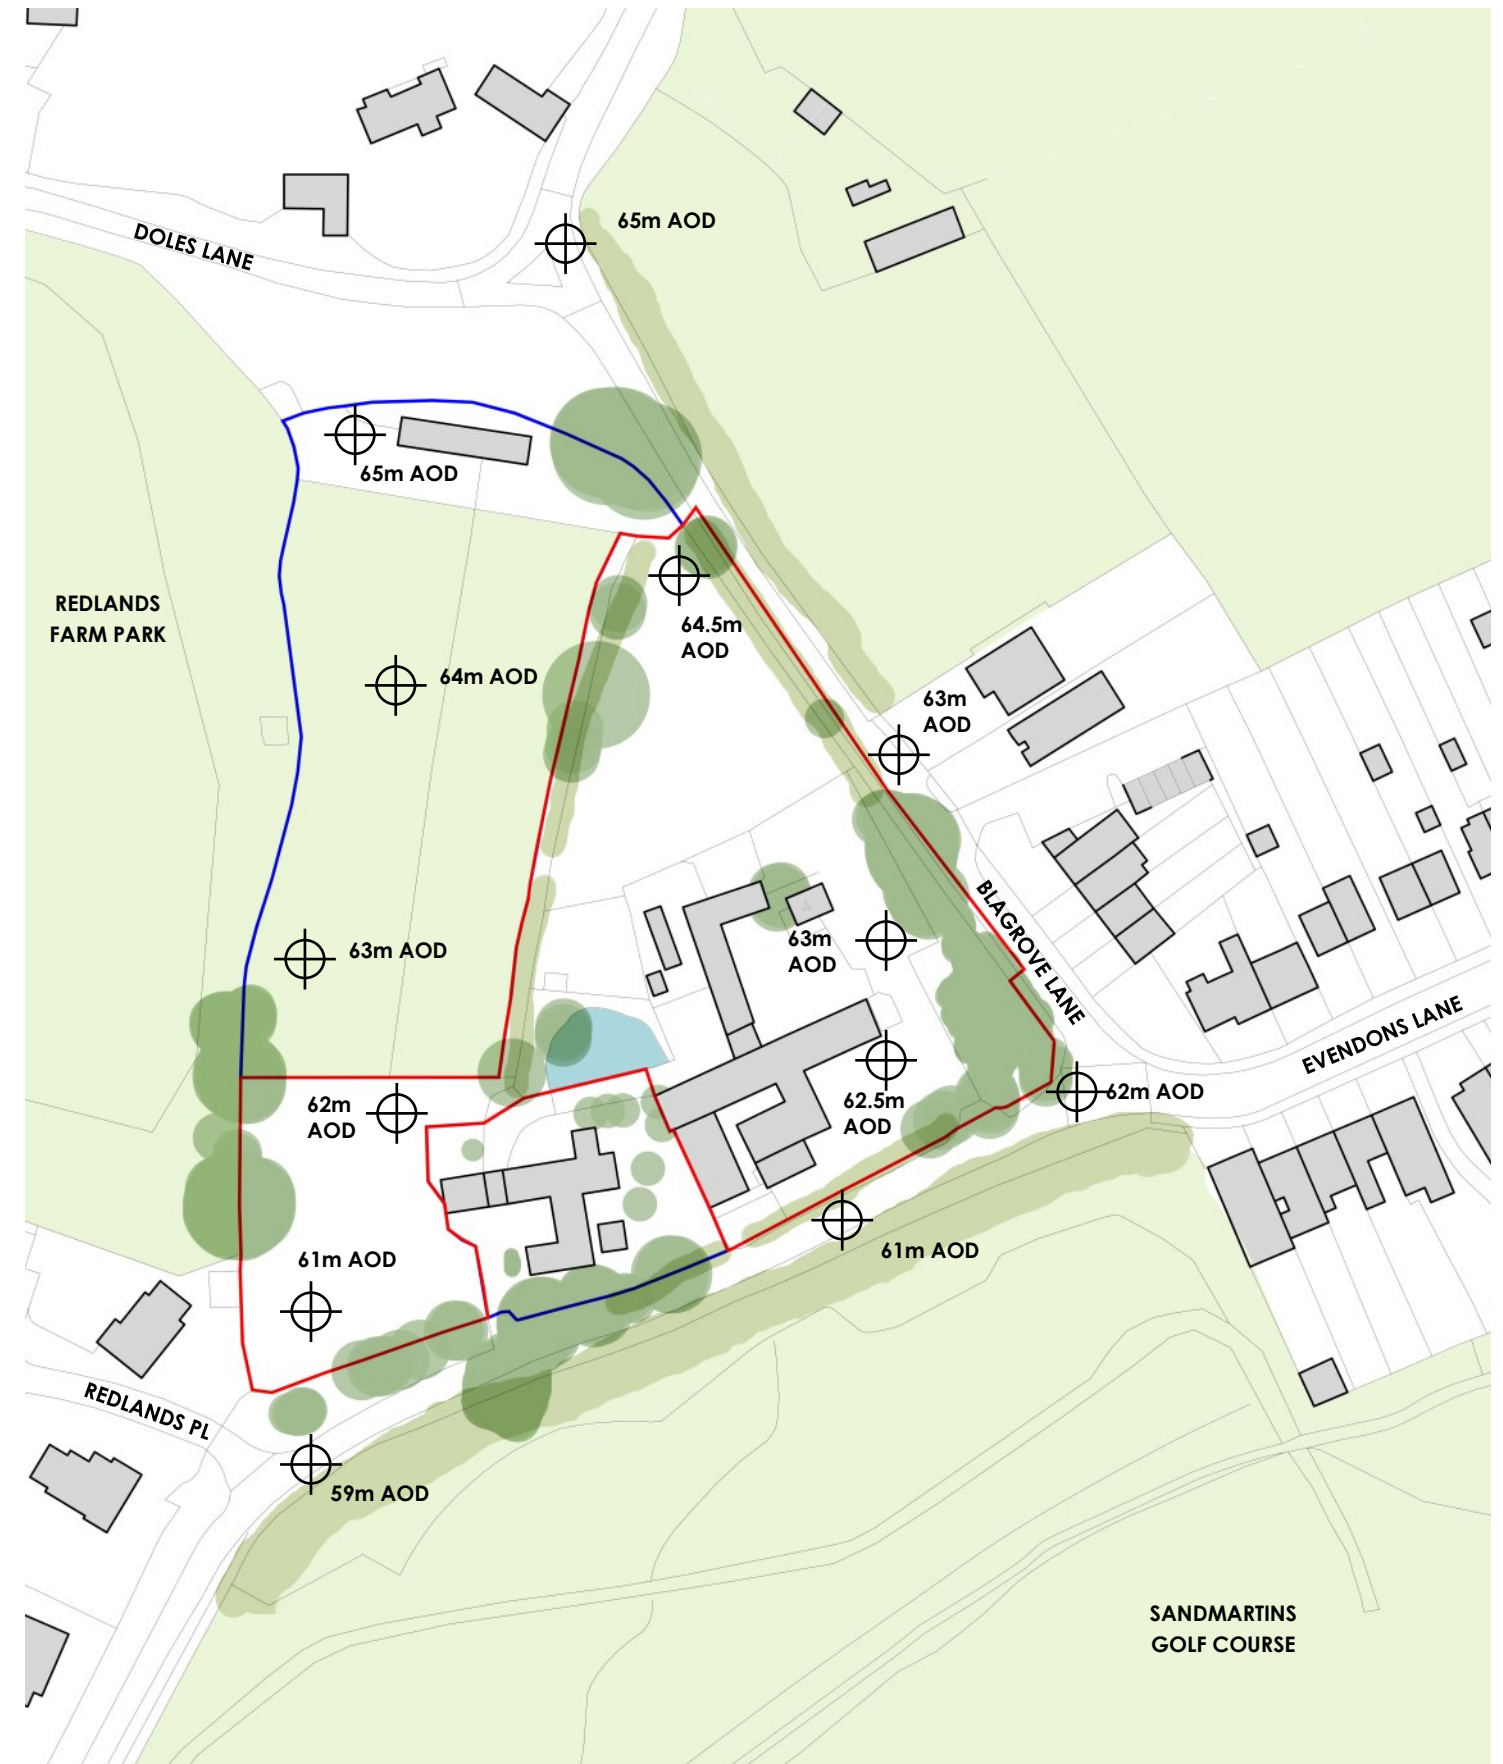 65m AOD
DOLES LANE
65m AOD
REDLANDS
FARM PARK
64.5m
AOD
64m AOD
63m
AOD
BLAGROVE LANE
63m
AOD
63m AOD
4
EVENDONS LANE
62m
AOD
62.5m
AOD
62m AOD
61m AOD
61m AOD
REDLANDS PL
59m AOD
SANDMARTINS
GOLF COURSE